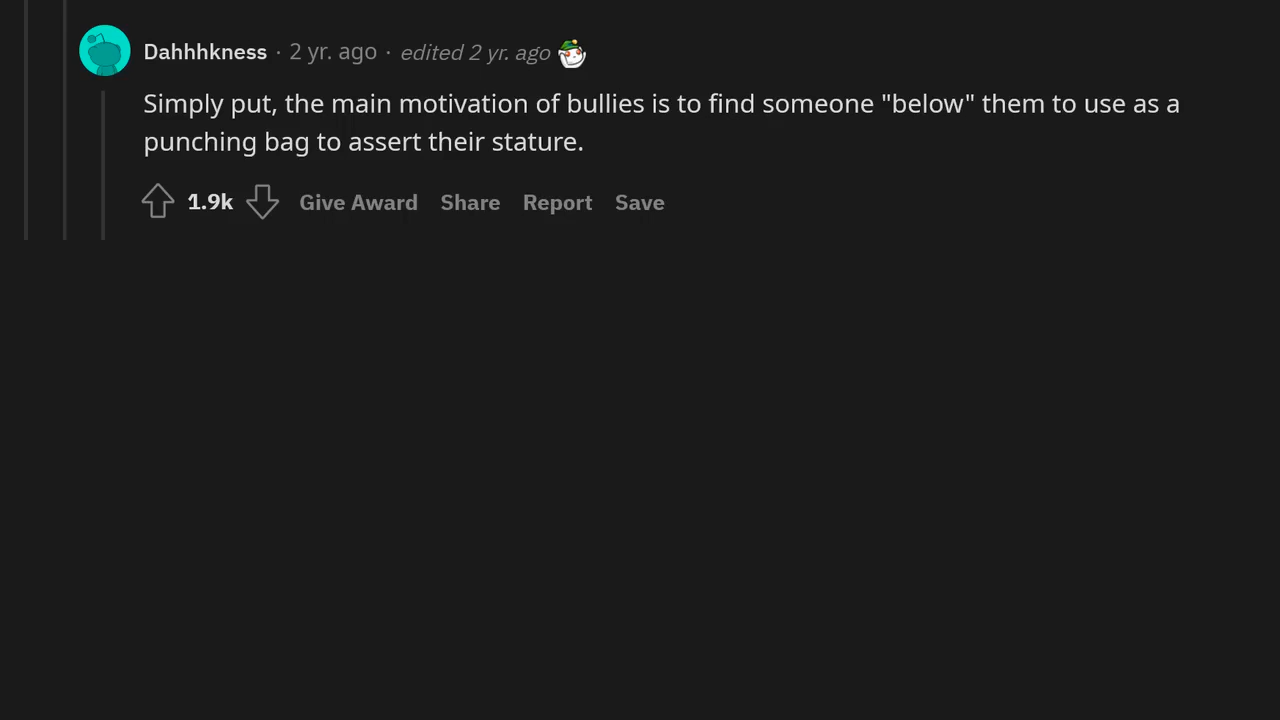 Dahhhkness · 2 yr. ago · edited 2 yr. ago
Simply put, the main motivation of bullies is to find someone "below" them to use as a
punching bag to assert their stature.
1.9k Give Award Share Report Save